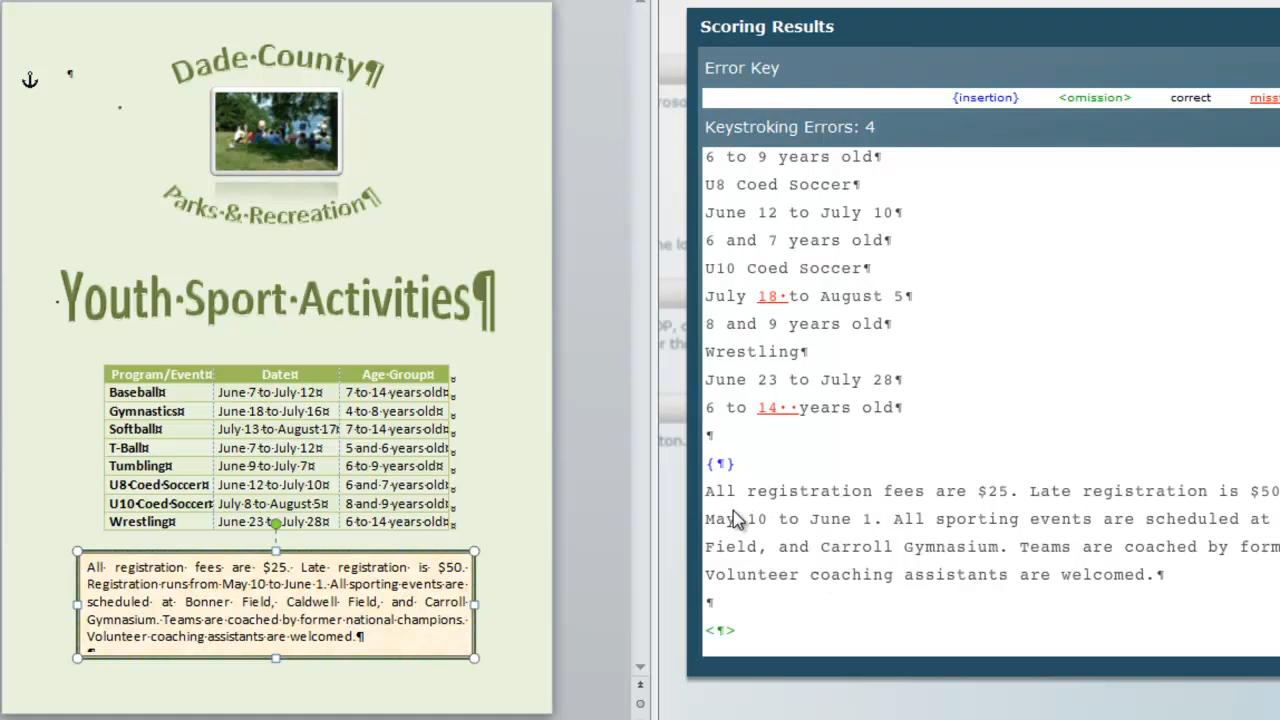 Dade·County¶
¶
Parks·&·Recreation¶
Youth·Sport·Activities¶
Program/Event¤ Date¤ Age·Group¤
Baseball¤ June·7·to·July·12¤ 7·to·14·years·old¤
Gymnastics¤ June·18·to·July·16¤ 4·to·8·years·old¤
Softball¤ July·13·to·August·17¤ 7·to·14·years·old¤
T-Ball¤ June·7·to·July·12¤ 5·and·6·years·old¤
Tumbling¤ June·9·to·July·7¤ 6·to·9·years·old¤
U8·Coed·Soccer¤ June·12·to·July·10¤ 6·and·7·years·old¤
U10·Coed·Soccer¤ July·8·to·August·5¤ 8·and·9·years·old¤
Wrestling¤ June·23·to·July·28¤ 6·to·14·years·old¤
All· registration· fees· are· $25.· Late· registration· is· $50.·
Registration·runs·from·May·10·to·June·1.·All·sporting·events·are·
scheduled· at· Bonner· Field,· Caldwell· Field,· and· Carroll·
Gymnasium.·Teams·are·coached·by·former·national·champions.·
Volunteer·coaching·assistants·are·welcomed.¶
¶
Scoring Results
Error Key
{insertion} <omission> correct
Keystroking Errors: 4
6 to 9 years old¶
U8 Coed Soccer¶
June 12 to July 10¶
6 and 7 years old¶
U10 Coed Soccer¶
July 18·to August 5¶
8 and 9 years old¶
Wrestling¶
June 23 to July 28¶
6 to 14··years old¶
¶
{¶}
All registration fees are $25. Late registration is $50
May 10 to June 1. All sporting events are scheduled at
Field, and Carroll Gymnasium. Teams are coached by form
Volunteer coaching assistants are welcomed.¶
¶
<¶>